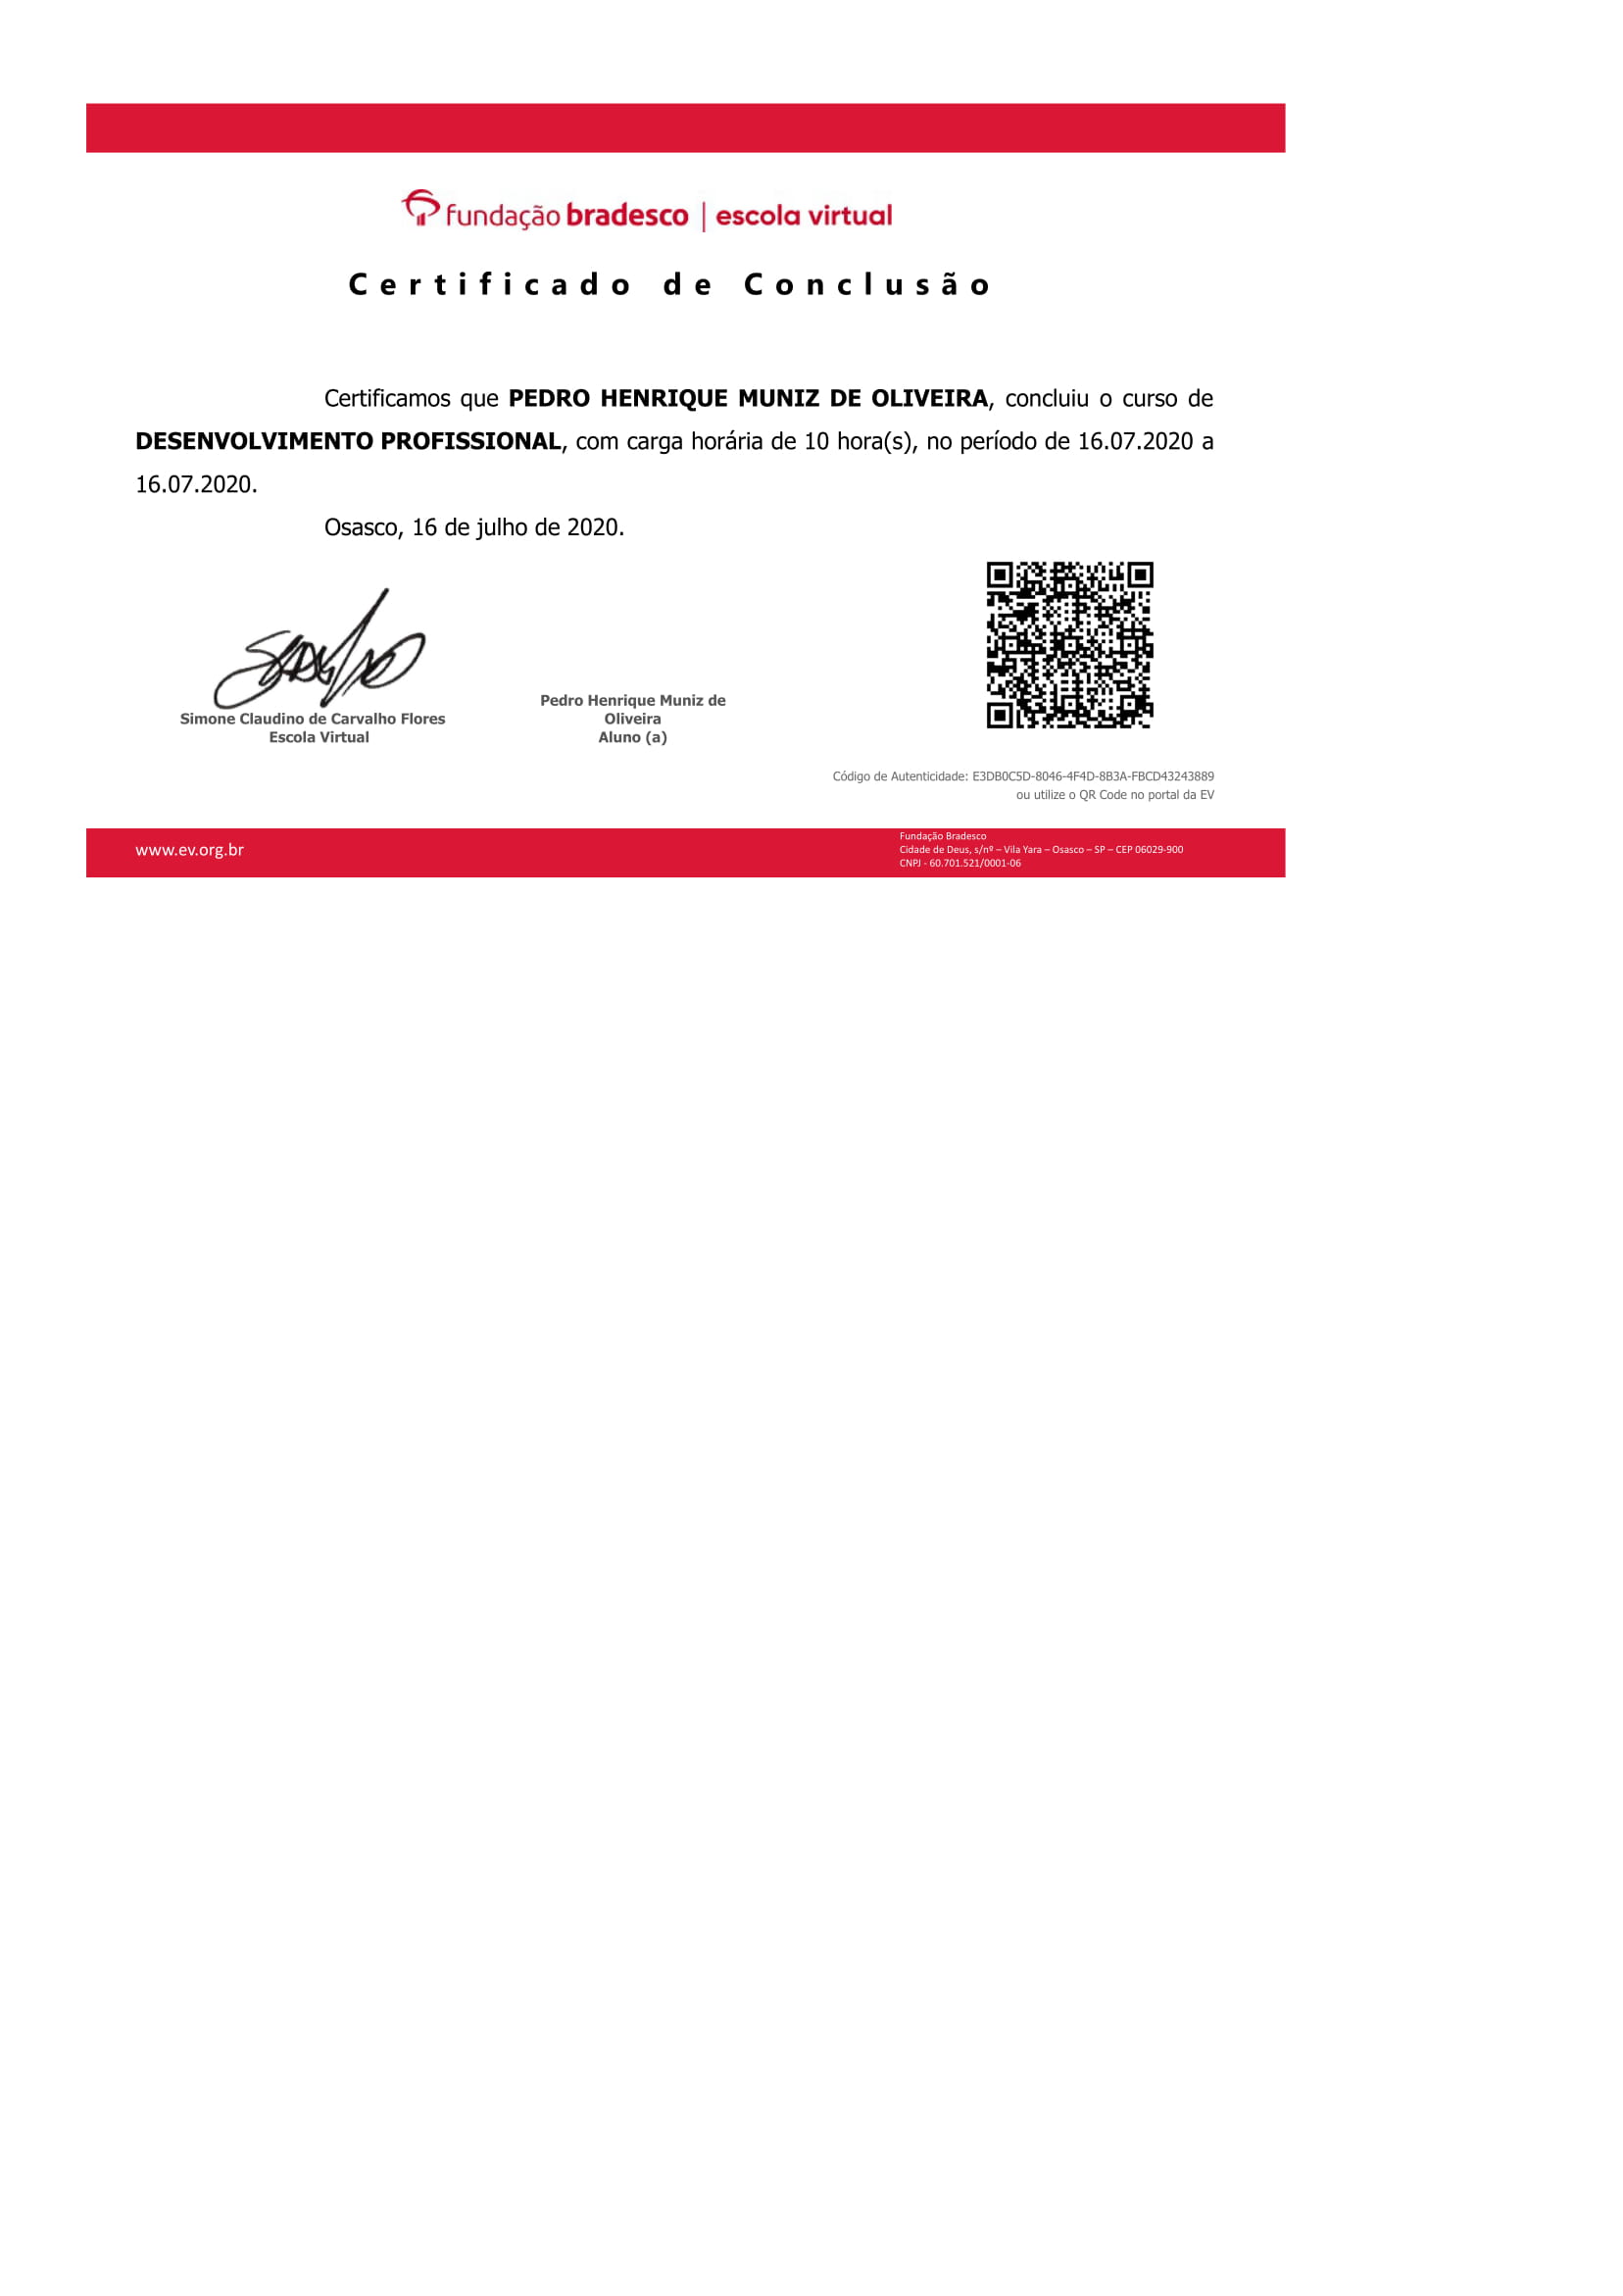 fundação bradesco | escola virtual
Certificado de Conclusão
Certificamos que PEDRO HENRIQUE MUNIZ DE OLIVEIRA, concluiu o curso de
DESENVOLVIMENTO PROFISSIONAL, com carga horária de 10 hora(s), no período de 16.07.2020 a
16.07.2020.
Osasco, 16 de julho de 2020.
Simone Claudino de Carvalho Flores
Escola Virtual
Pedro Henrique Muniz de
Oliveira
Aluno (a)
Código de Autenticidade: E3DB0C5D-8046-4F4D-8B3A-FBCD43243889
ou utilize o QR Code no portal da EV
www.ev.org.br
Fundação Bradesco
Cidade de Deus, s/nº – Vila Yara – Osasco – SP – CEP 06029-900
CNPJ - 60.701.521/0001-06